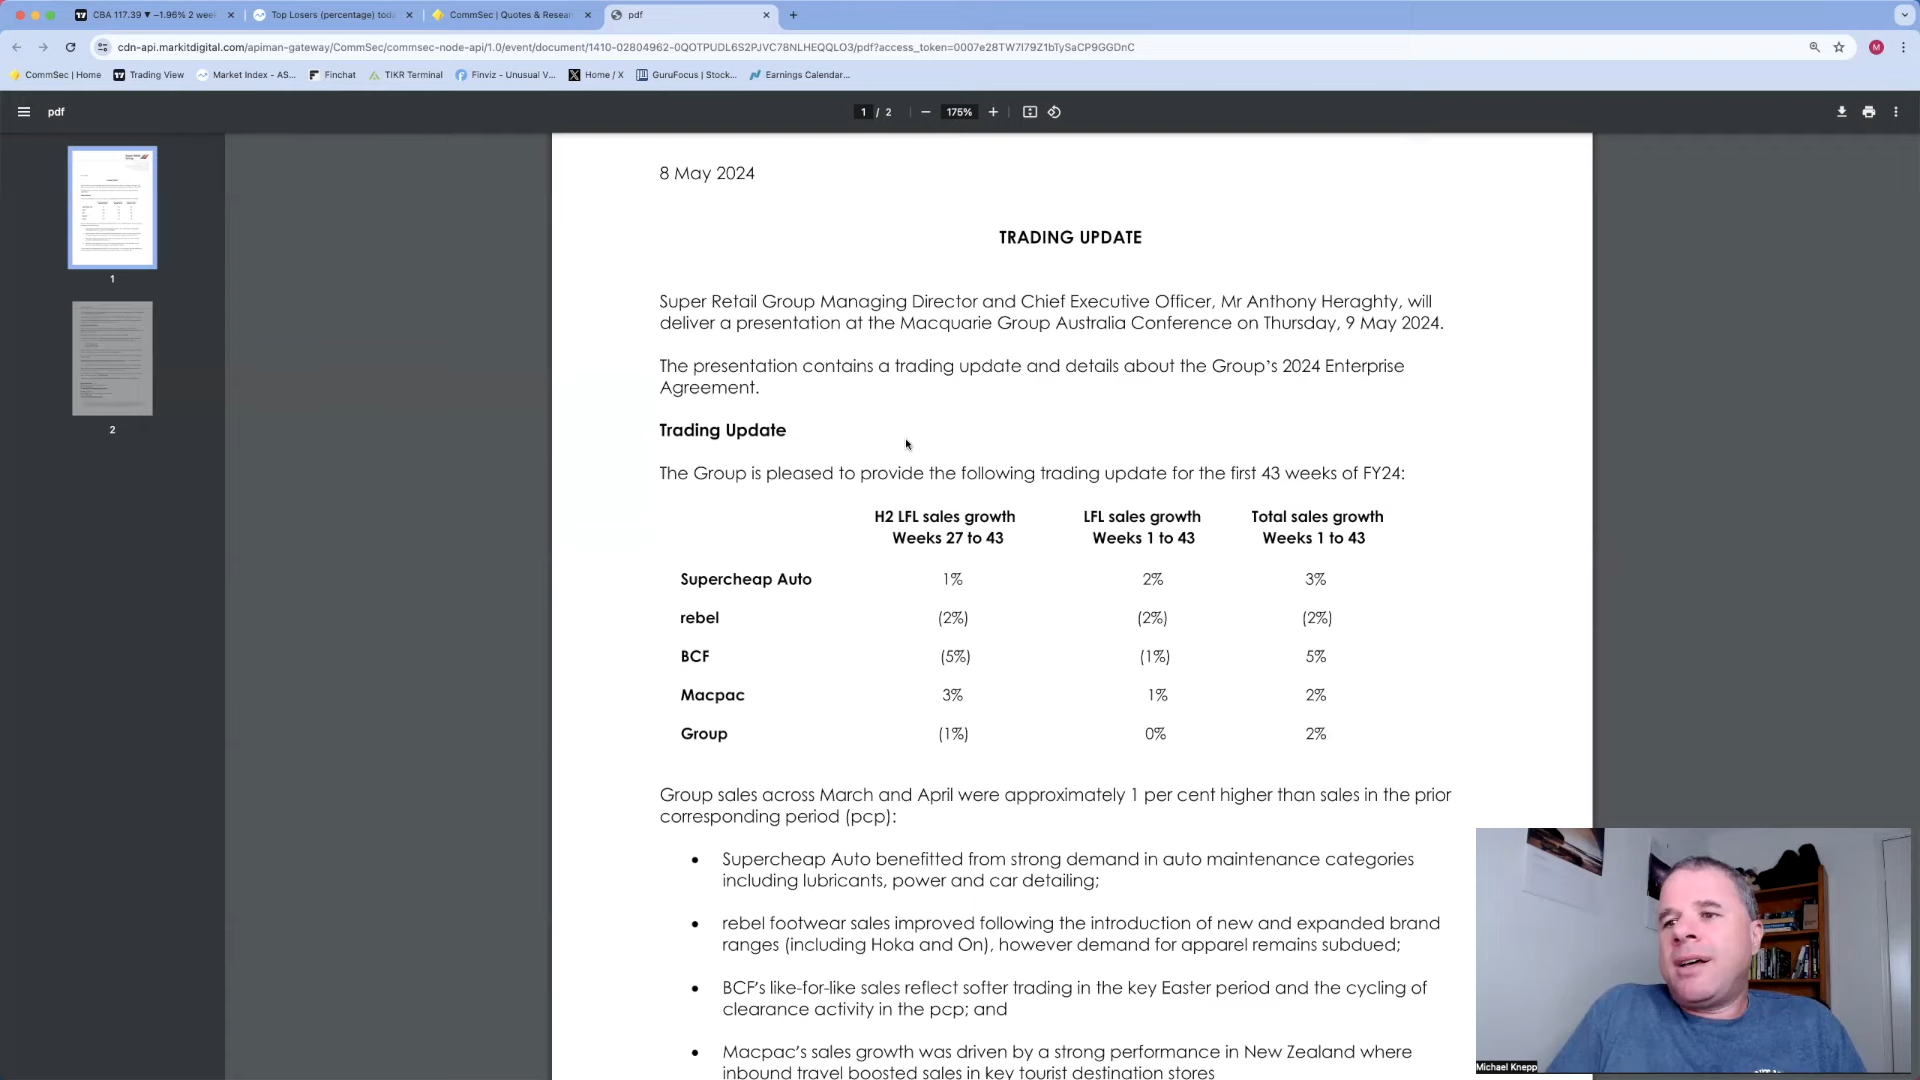 CBA 117.39 ▼ −1.96% 2 wee
Top Losers (percentage) toda
CommSec | Quotes & Resear
pdf
cdn-api.markitdigital.com/apiman-gateway/CommSec/commsec-node-api/1.0/event/document/1410-02804962-0QOTPUDL6S2PJVC78NLHEQQLO3/pdf?access_token=0007e28TW7I79Z1bTySaCP9GGDnC
M
CommSec | Home
Trading View
Market Index - AS...
Finchat
TIKR Terminal
Finviz - Unusual V...
Home / X
GuruFocus | Stock...
Earnings Calendar...
pdf
1 / 2
175%
1
2
8 May 2024
TRADING UPDATE
Super Retail Group Managing Director and Chief Executive Officer, Mr Anthony Heraghty, will
deliver a presentation at the Macquarie Group Australia Conference on Thursday, 9 May 2024.
The presentation contains a trading update and details about the Group's 2024 Enterprise
Agreement.
Trading Update
The Group is pleased to provide the following trading update for the first 43 weeks of FY24:
H2 LFL sales growth LFL sales growth Total sales growth
Weeks 27 to 43 Weeks 1 to 43 Weeks 1 to 43
Supercheap Auto 1% 2% 3%
rebel (2%) (2%) (2%)
BCF (5%) (1%) 5%
Macpac 3% 1% 2%
Group (1%) 0% 2%
Group sales across March and April were approximately 1 per cent higher than sales in the prior
corresponding period (pcp):
• Supercheap Auto benefitted from strong demand in auto maintenance categories
including lubricants, power and car detailing;
• rebel footwear sales improved following the introduction of new and expanded brand
ranges (including Hoka and On), however demand for apparel remains subdued;
• BCF's like-for-like sales reflect softer trading in the key Easter period and the cycling of
clearance activity in the pcp; and
• Macpac's sales growth was driven by a strong performance in New Zealand where
inbound travel boosted sales in key tourist destination stores
Michael Knepp